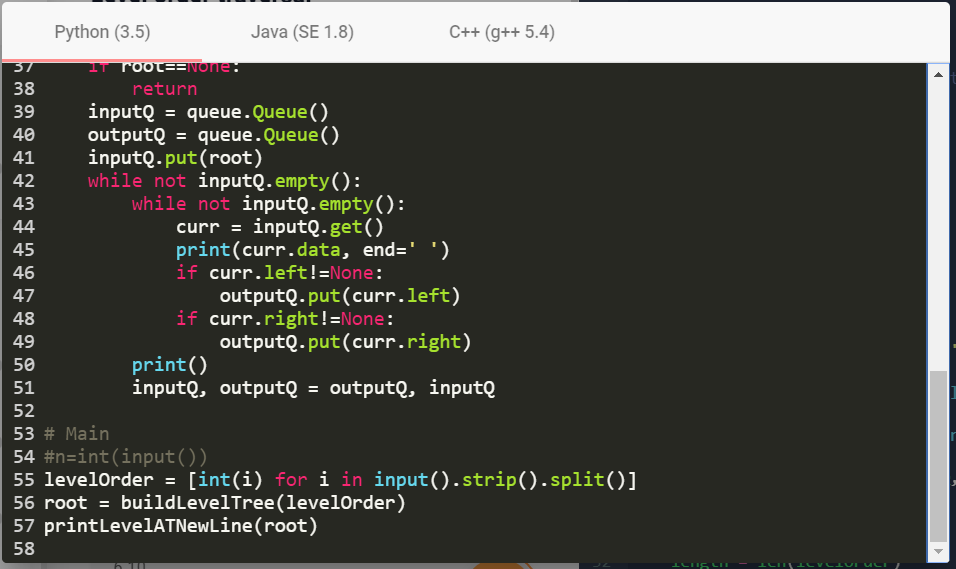 Python (3.5) Java (SE 1.8) C++ (g++ 5.4)
37 if root==None:
38 return
39 inputQ = queue.Queue()
40 outputQ = queue.Queue()
41 inputQ.put(root)
42 while not inputQ.empty():
43 while not inputQ.empty():
44 curr = inputQ.get()
45 print(curr.data, end=' ')
46 if curr.left!=None:
47 outputQ.put(curr.left)
48 if curr.right!=None:
49 outputQ.put(curr.right)
50 print()
51 inputQ, outputQ = outputQ, inputQ
52
53 # Main
54 #n=int(input())
55 levelOrder = [int(i) for i in input().strip().split()]
56 root = buildLevelTree(levelOrder)
57 printLevelATNewLine(root)
58